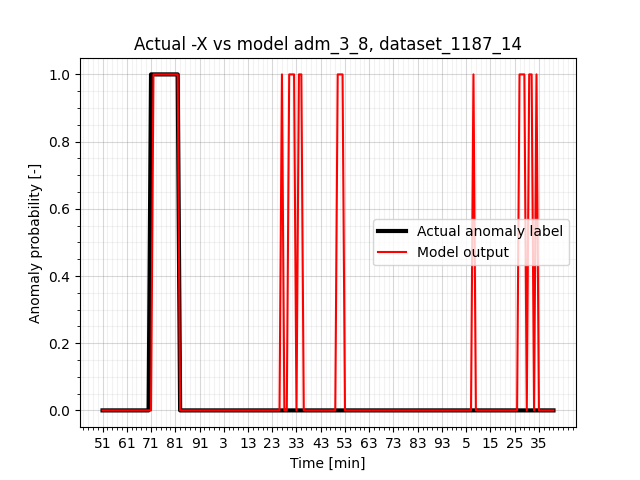 Actual -X vs model adm_3_8, dataset_1187_14
Anomaly probability [-]
1.0
0.8
0.6
0.4
0.2
0.0
Actual anomaly label
Model output
51 61 71 81 91 3 13 23 33 43 53 63 73 83 93 5 15 25 35
Time [min]